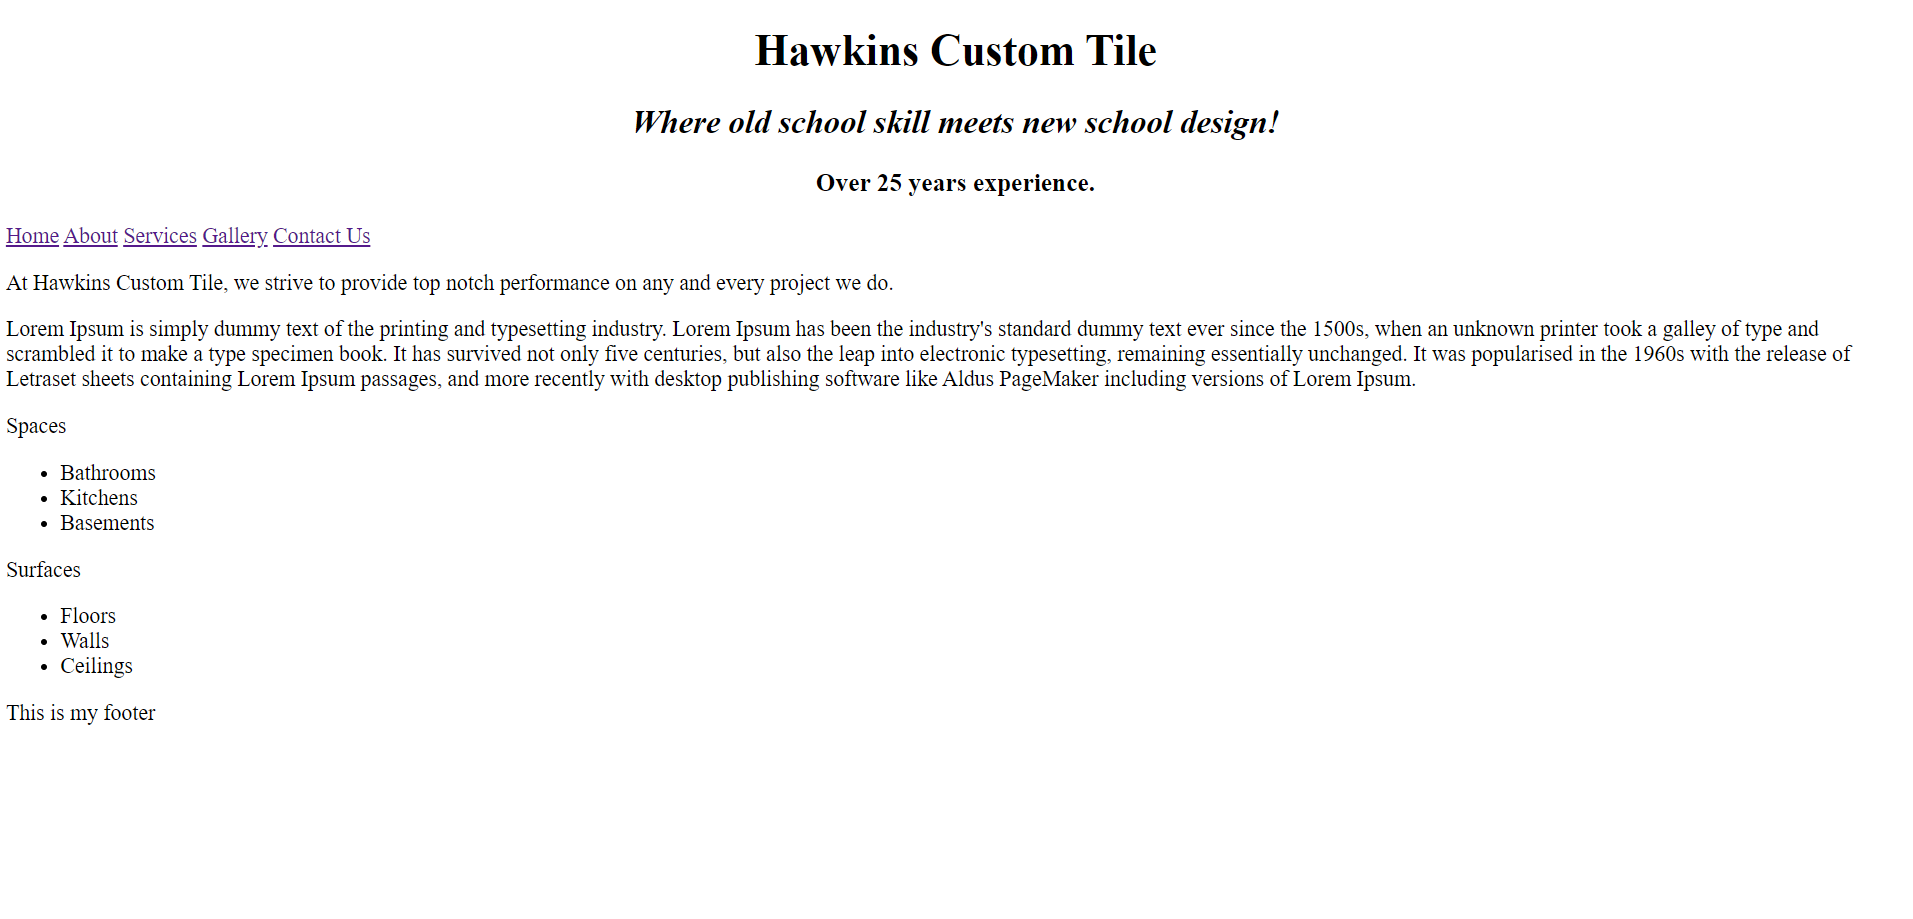 Hawkins Custom Tile
Where old school skill meets new school design!
Over 25 years experience.
Home About Services Gallery Contact Us
At Hawkins Custom Tile, we strive to provide top notch performance on any and every project we do.
Lorem Ipsum is simply dummy text of the printing and typesetting industry. Lorem Ipsum has been the industry's standard dummy text ever since the 1500s, when an unknown printer took a galley of type and
scrambled it to make a type specimen book. It has survived not only five centuries, but also the leap into electronic typesetting, remaining essentially unchanged. It was popularised in the 1960s with the release of
Letraset sheets containing Lorem Ipsum passages, and more recently with desktop publishing software like Aldus PageMaker including versions of Lorem Ipsum.
Spaces
• Bathrooms
• Kitchens
• Basements
Surfaces
• Floors
• Walls
• Ceilings
This is my footer